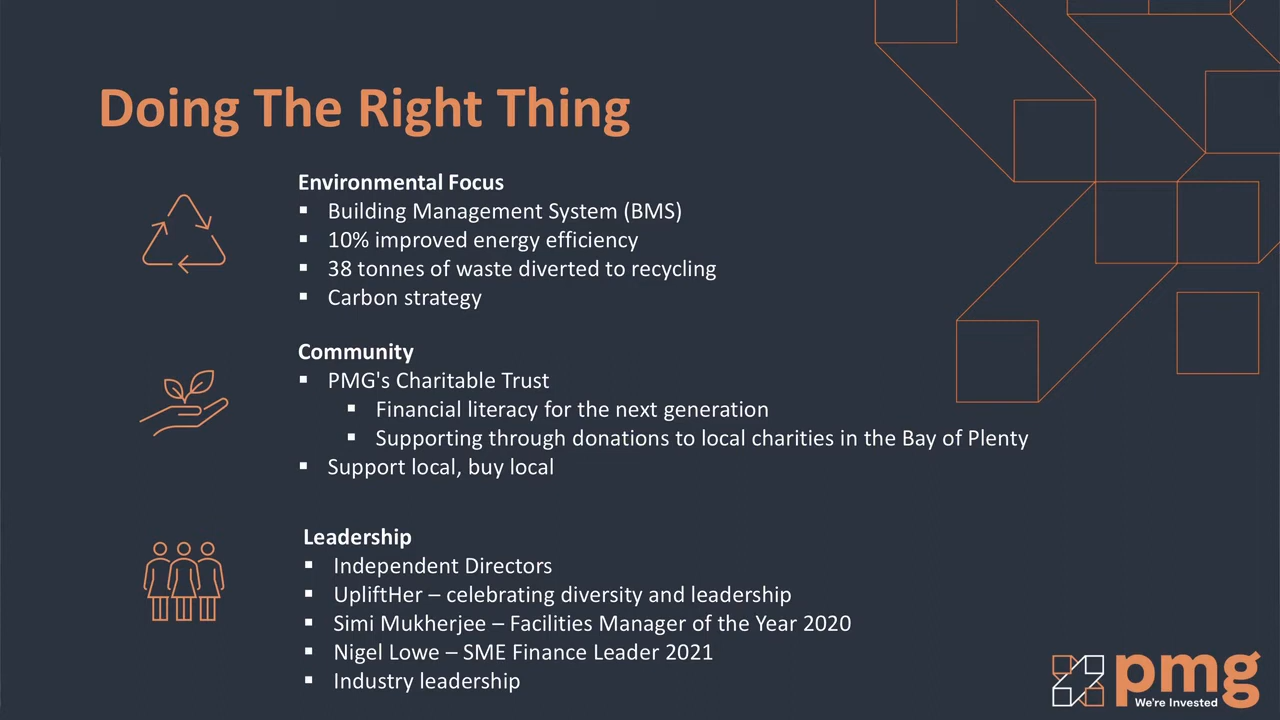 Doing The Right Thing
Environmental Focus
▪ Building Management System (BMS)
▪ 10% improved energy efficiency
▪ 38 tonnes of waste diverted to recycling
▪ Carbon strategy
Community
▪ PMG's Charitable Trust
▪ Financial literacy for the next generation
▪ Supporting through donations to local charities in the Bay of Plenty
▪ Support local, buy local
Leadership
▪ Independent Directors
▪ UpliftHer – celebrating diversity and leadership
▪ Simi Mukherjee – Facilities Manager of the Year 2020
▪ Nigel Lowe – SME Finance Leader 2021
▪ Industry leadership
pmg
We're Invested